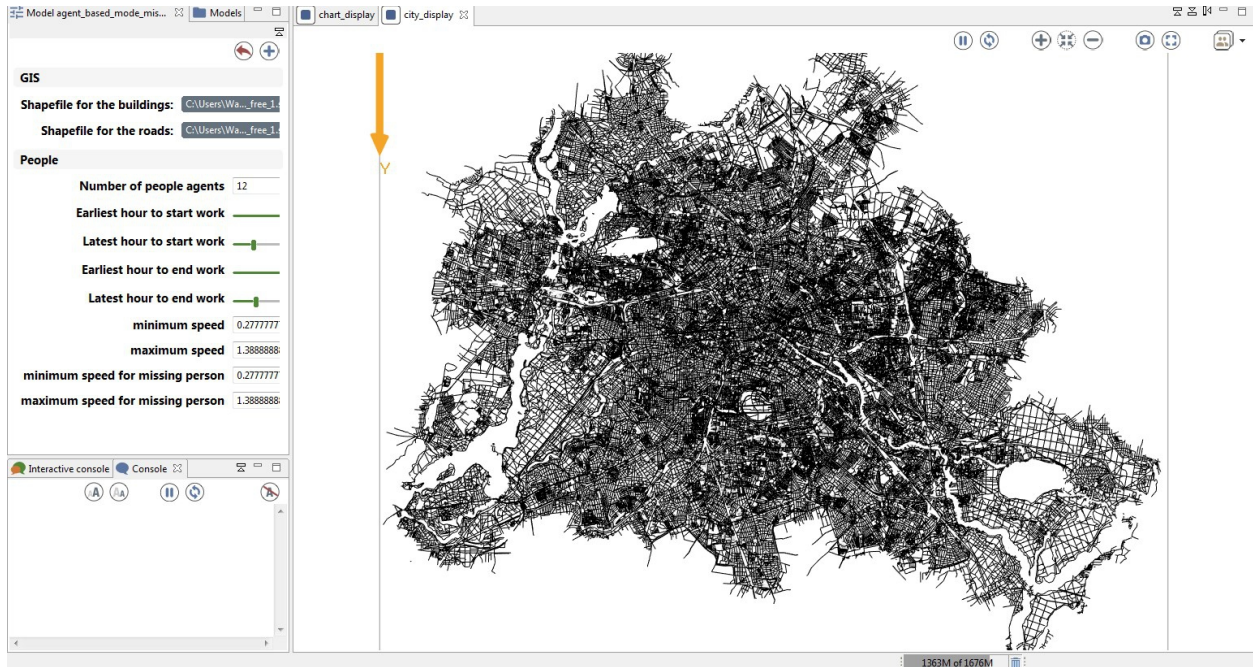 Model agent_based_mode_mis...
Models
chart_display
city_display
GIS
Shapefile for the buildings: C:\Users\Wa..._free_1.s
Shapefile for the roads: C:\Users\Wa..._free_1.s
People
Number of people agents 12
Earliest hour to start work
Latest hour to start work
Earliest hour to end work
Latest hour to end work
minimum speed 0.2777777
maximum speed 1.3888888
minimum speed for missing person 0.2777777
maximum speed for missing person 1.3888888
Y
Interactive console
Console
AA
AA
A
1363M of 1676M